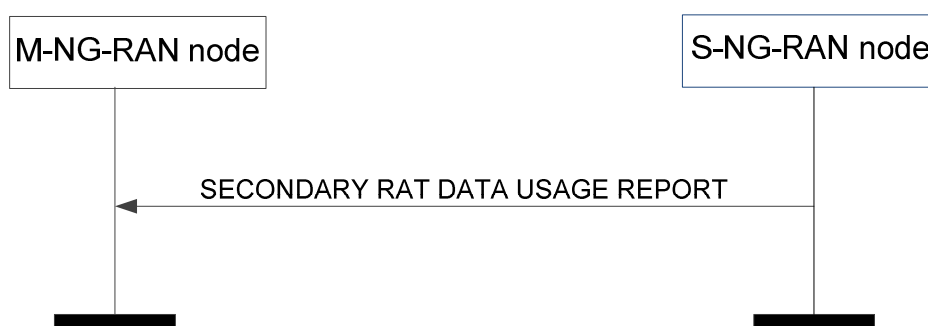 M-NG-RAN node
S-NG-RAN node
SECONDARY RAT DATA USAGE REPORT